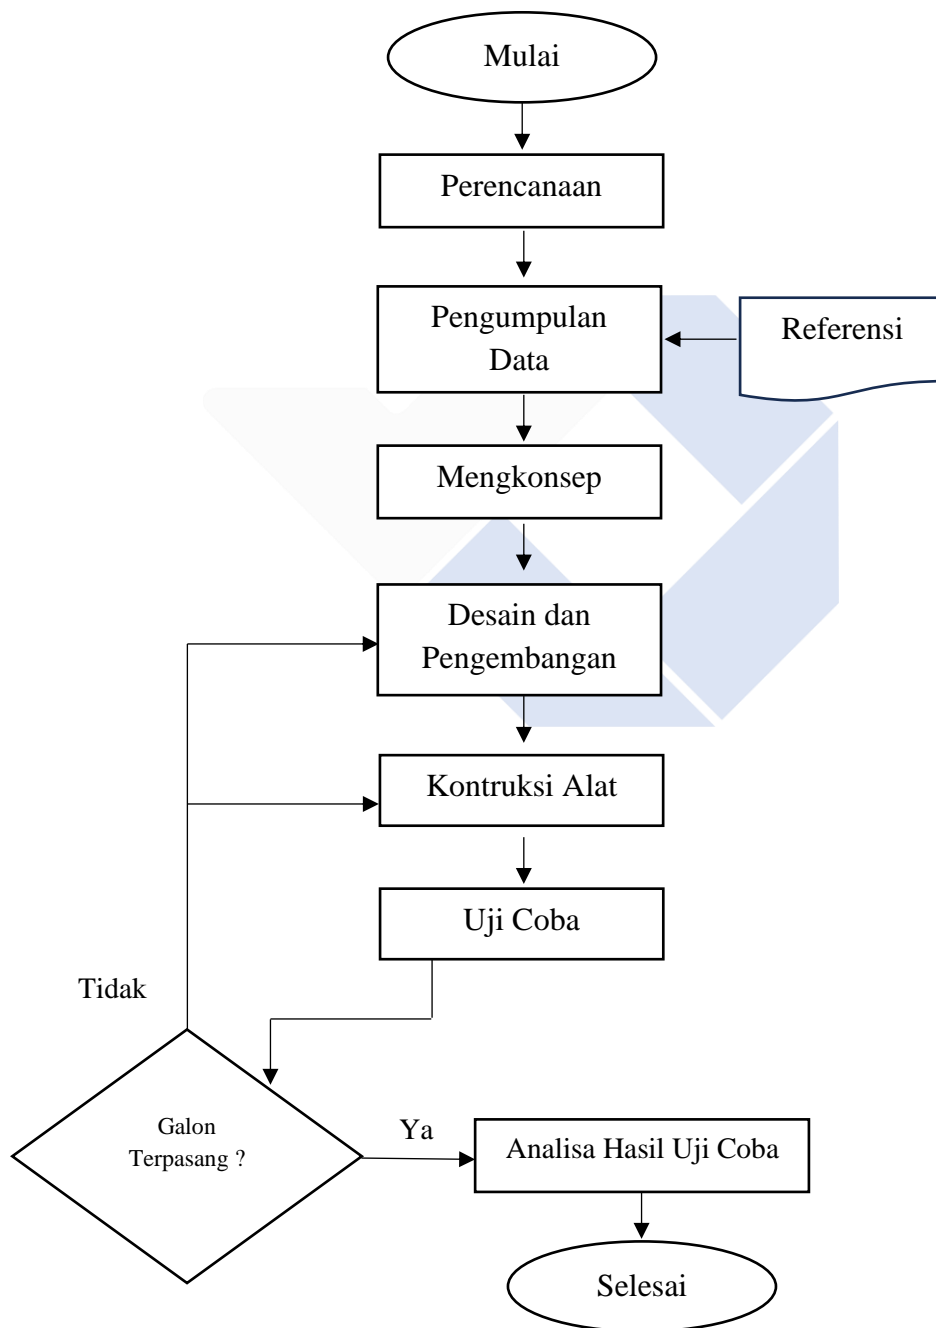 Mulai
Perencanaan
Pengumpulan
Data
Referensi
Mengkonsep
Desain dan
Pengembangan
Kontruksi Alat
Uji Coba
Tidak
Galon
Terpasang ?
Ya
Analisa Hasil Uji Coba
Selesai